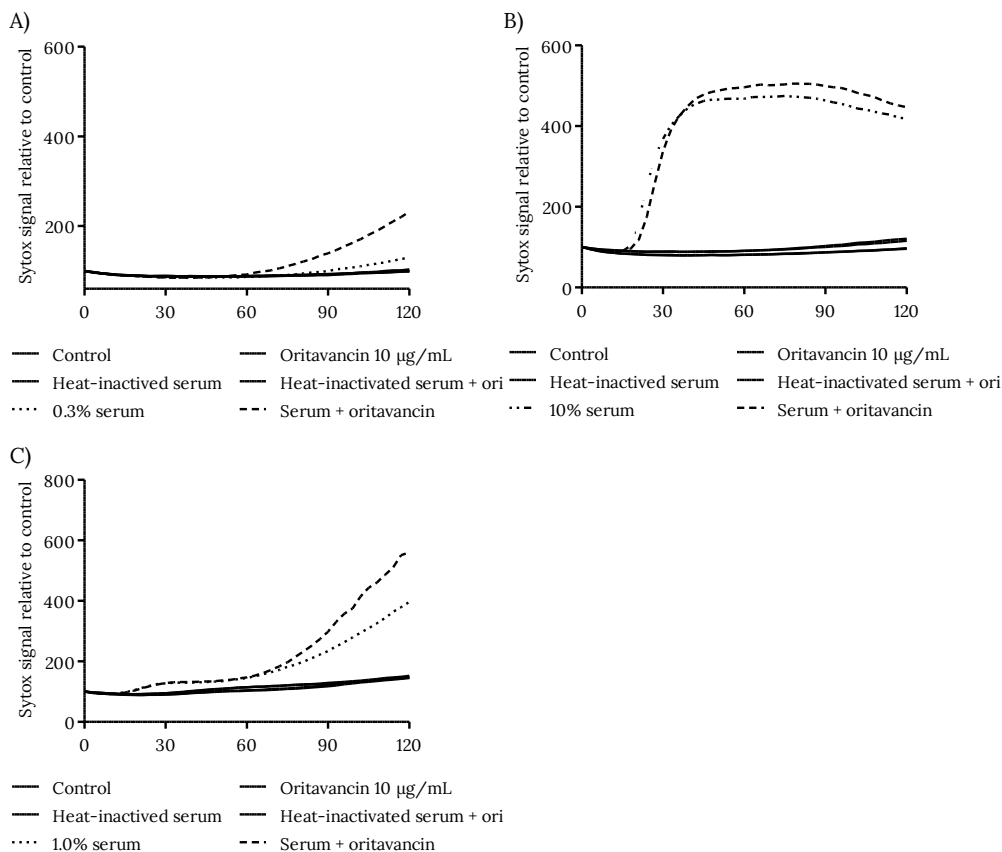 A)
Sytox signal relative to control
600
400
200
0 30 60 90 120
Control Oritavancin 10 µg/mL
Heat-inactived serum Heat-inactivated serum + ori
0.3% serum Serum + oritavancin
B)
Sytox signal relative to control
600
400
200
0
0 30 60 90 120
Control Oritavancin 10 µg/mL
Heat-inactived serum Heat-inactivated serum + ori
10% serum Serum + oritavancin
C)
Sytox signal relative to control
800
600
400
200
0
0 30 60 90 120
Control Oritavancin 10 µg/mL
Heat-inactived serum Heat-inactivated serum + ori
1.0% serum Serum + oritavancin